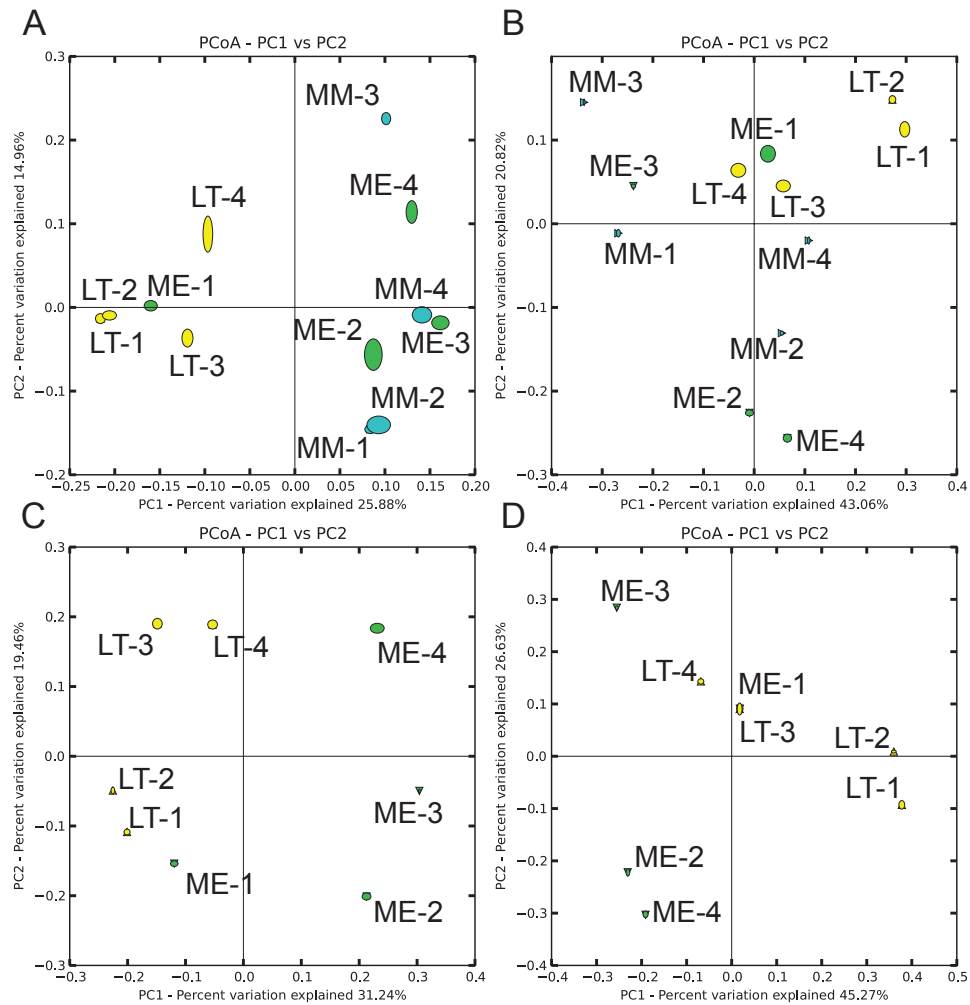 A
PCoA - PC1 vs PC2
0.3
0.2
0.1
0.0
−0.1
−0.2
PC2 - Percent variation explained 14.96%
MM-3
ME-4
LT-4
LT-2
ME-1
MM-4
LT-1
LT-3
ME-2
ME-3
MM-2
MM-1
−0.25
−0.20
−0.15
−0.10
−0.05
0.00
0.05
0.10
0.15
0.20
PC1 - Percent variation explained 25.88%
B
PCoA - PC1 vs PC2
0.2
0.1
0.0
−0.1
−0.2
−0.3
PC2 - Percent variation explained 20.82%
MM-3
LT-2
ME-1
LT-1
ME-3
LT-4
LT-3
MM-1
MM-4
MM-2
ME-2
ME-4
−0.4
−0.3
−0.2
−0.1
0.0
0.1
0.2
0.3
0.4
PC1 - Percent variation explained 43.06%
C
PCoA - PC1 vs PC2
0.3
0.2
0.1
0.0
−0.1
−0.2
−0.3
PC2 - Percent variation explained 19.46%
LT-3
LT-4
ME-4
LT-2
LT-1
ME-3
ME-1
ME-2
−0.3
−0.2
−0.1
0.0
0.1
0.2
0.3
0.4
PC1 - Percent variation explained 31.24%
D
PCoA - PC1 vs PC2
0.4
0.3
0.2
0.1
0.0
−0.1
−0.2
−0.3
−0.4
PC2 - Percent variation explained 26.63%
ME-3
LT-4
ME-1
LT-3
LT-2
LT-1
ME-2
ME-4
−0.4
−0.3
−0.2
−0.1
0.0
0.1
0.2
0.3
0.4
0.5
PC1 - Percent variation explained 45.27%